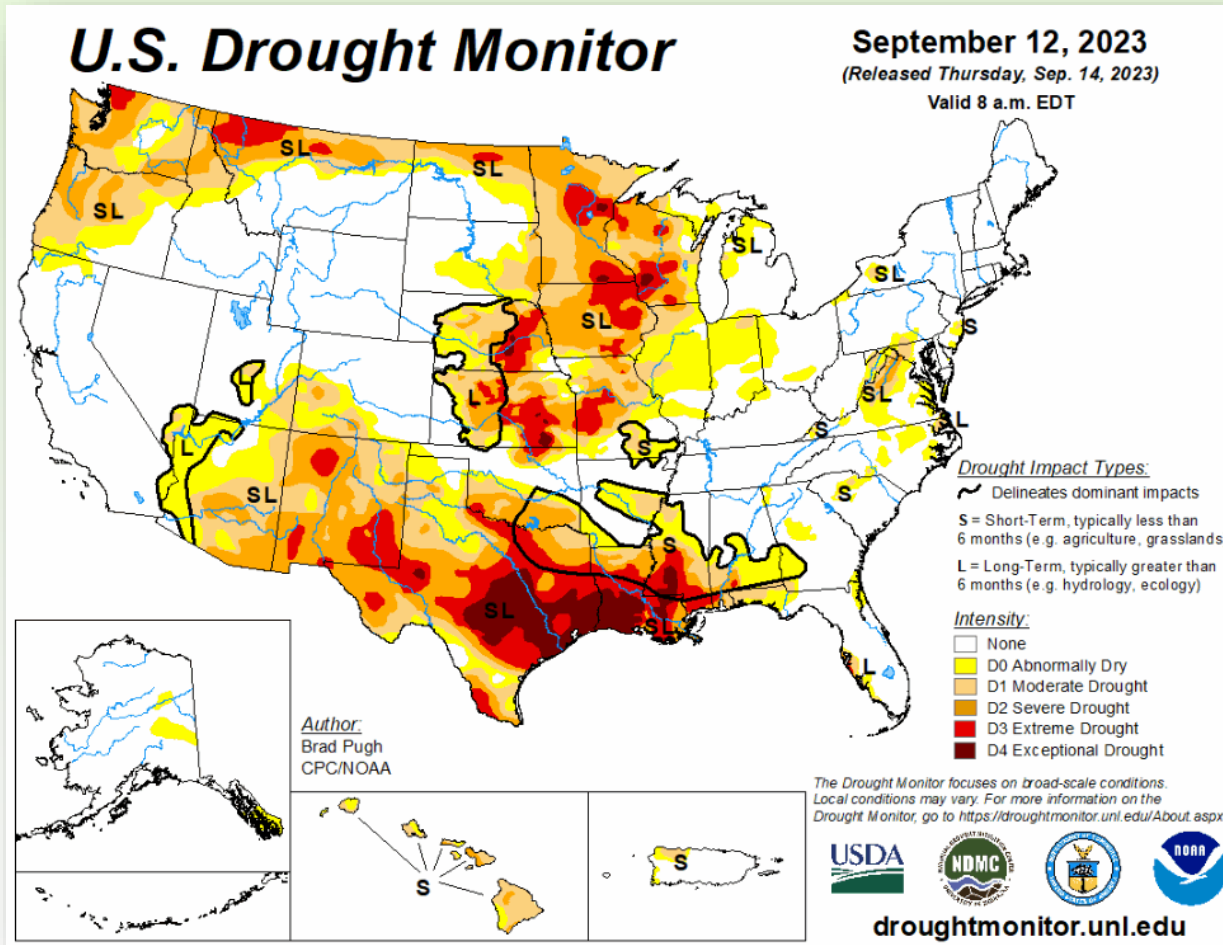 U.S. Drought Monitor
September 12, 2023
(Released Thursday, Sep. 14, 2023)
Valid 8 a.m. EDT
SL
SL
SL
SL
SL
SL
S
L
L
SL
SL
S
S
L
SL
S
S
SL
SL
L
Drought Impact Types:
Delineates dominant impacts
S = Short-Term, typically less than
6 months (e.g. agriculture, grasslands
L = Long-Term, typically greater than
6 months (e.g. hydrology, ecology)
Intensity:
None
D0 Abnormally Dry
D1 Moderate Drought
D2 Severe Drought
D3 Extreme Drought
D4 Exceptional Drought
Author:
Brad Pugh
CPC/NOAA
S
S
The Drought Monitor focuses on broad-scale conditions.
Local conditions may vary. For more information on the
Drought Monitor, go to https://droughtmonitor.unl.edu/About.aspx
USDA
NDMC
NOAA
droughtmonitor.unl.edu